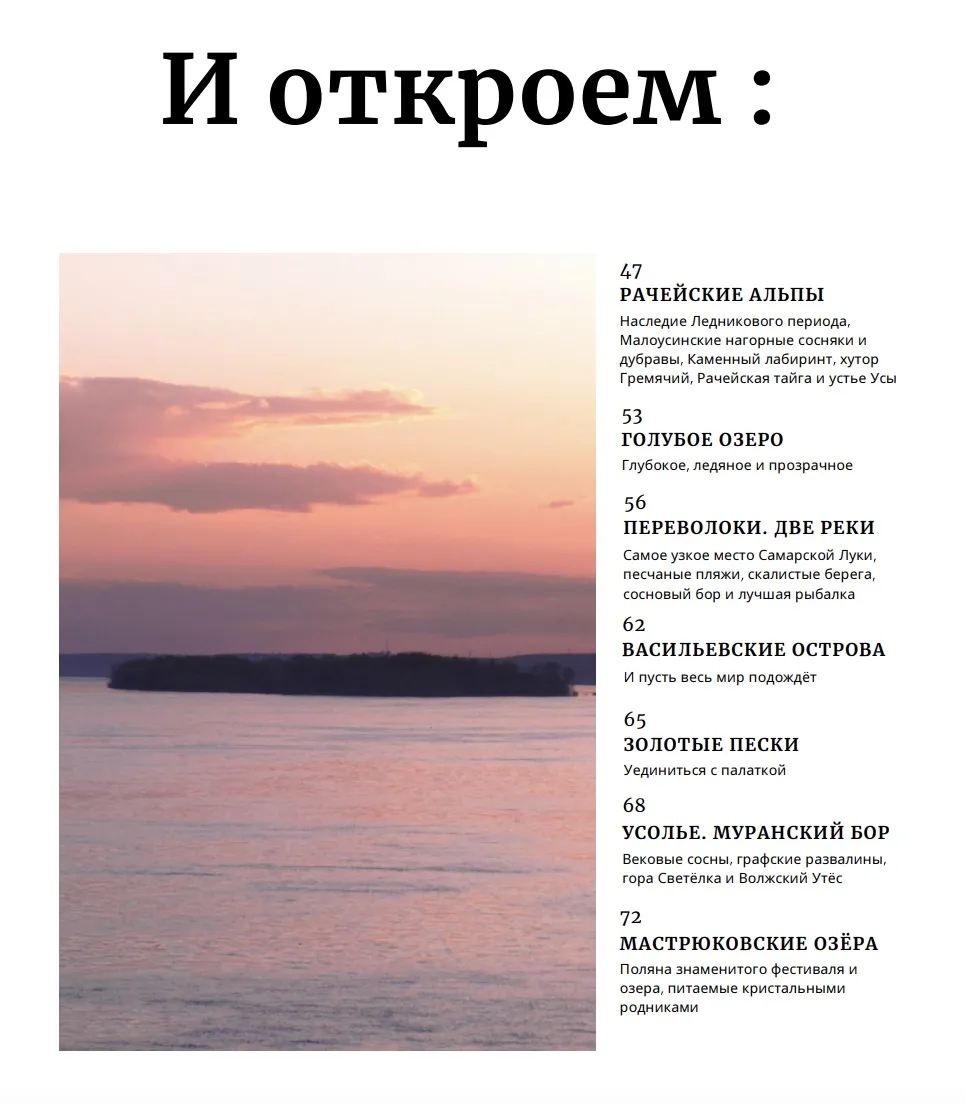 И откроем :
47
РАЧЕЙСКИЕ АЛЬПЫ
Наследие Ледникового периода,
Малоусинские нагорные сосняки и
дубравы, Каменный лабиринт, хутор
Гремячий, Рачейская тайга и устье Усы
53
ГОЛУБОЕ ОЗЕРО
Глубокое, ледяное и прозрачное
56
ПЕРЕВОЛОКИ. ДВЕ РЕКИ
Самое узкое место Самарской Луки,
песчаные пляжи, скалистые берега,
сосновый бор и лучшая рыбалка
62
ВАСИЛЬЕВСКИЕ ОСТРОВА
И пусть весь мир подождёт
65
ЗОЛОТЫЕ ПЕСКИ
Уединиться с палаткой
68
УСОЛЬЕ. МУРАНСКИЙ БОР
Вековые сосны, графские развалины,
гора Светёлка и Волжский Утёс
72
МАСТРЮКОВСКИЕ ОЗЁРА
Поляна знаменитого фестиваля и
озера, питаемые кристальными
родниками